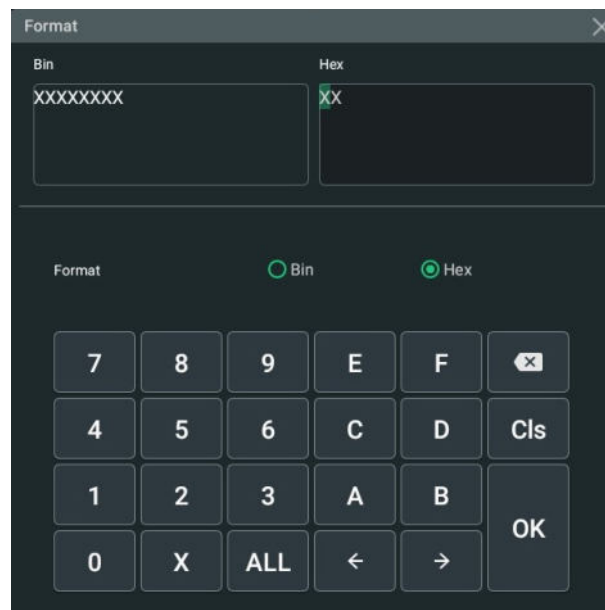 Format
Bin Hex
XXXXXXXX XX
Format Bin Hex
7 8 9 E F
4 5 6 C D Cls
1 2 3 A B
OK
0 X ALL ← →